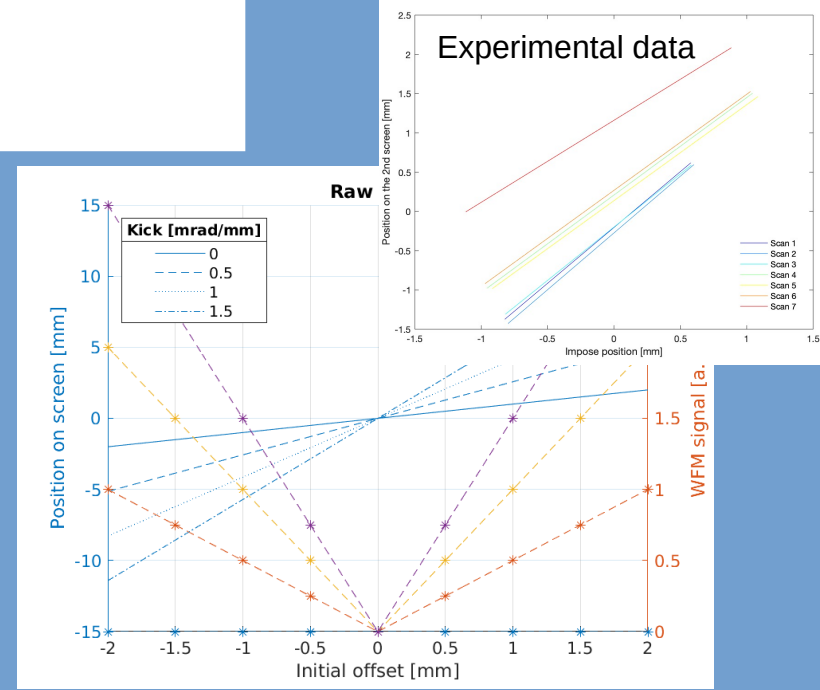 Experimental data
2.5
2
1.5
1
0.5
0
-0.5
-1
-1.5
Position on the 2nd screen [mm]
Scan 1
Scan 2
Scan 3
Scan 4
Scan 5
Scan 6
Scan 7
-1.5 -1 -0.5 0 0.5 1 1.5
Impose position [mm]
Raw
15
10
5
0
-5
-10
-15
Position on screen [mm]
Kick [mrad/mm]
0
0.5
1
1.5
1.5
1
0.5
0
WFM signal [a.
-2 -1.5 -1 -0.5 0 0.5 1 1.5 2
Initial offset [mm]